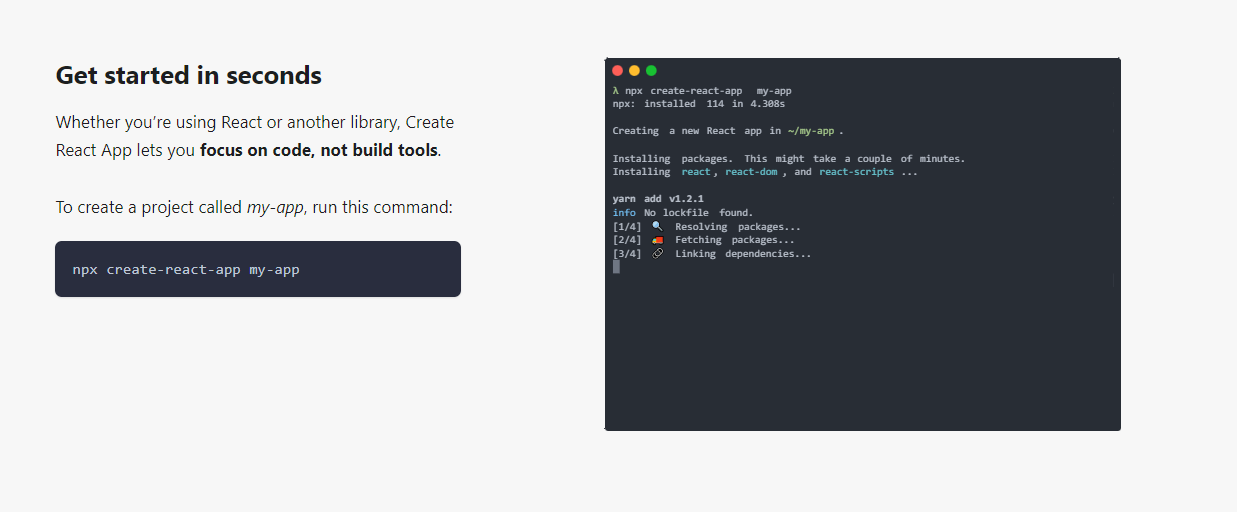 Get started in seconds
Whether you’re using React or another library, Create
React App lets you focus on code, not build tools.
To create a project called my-app, run this command:
npx create-react-app my-app
λ npx create-react-app my-app
npx: installed 114 in 4.308s
Creating a new React app in ~/my-app.
Installing packages. This might take a couple of minutes.
Installing react, react-dom, and react-scripts...
yarn add v1.2.1
info No lockfile found.
[1/4] 🔍 Resolving packages...
[2/4] 🚚 Fetching packages...
[3/4] 🔗 Linking dependencies...